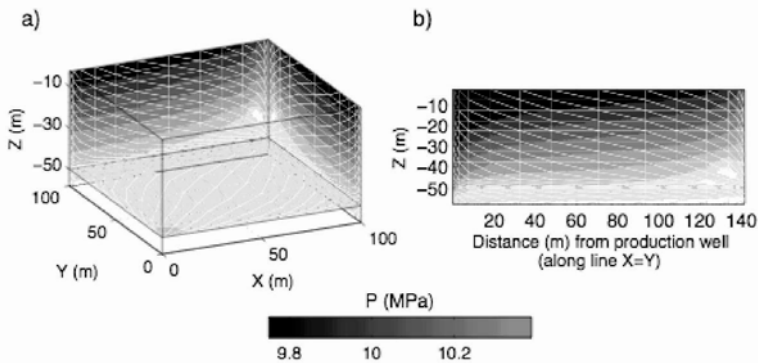 a)
b)
Z (m)
−10
−30
−50
100
50
0
Y (m)
0
50
100
X (m)
Z (m)
−10
−20
−30
−40
−50
20 40 60 80 100 120 140
Distance (m) from production well
(along line X=Y)
P (MPa)
9.8 10 10.2